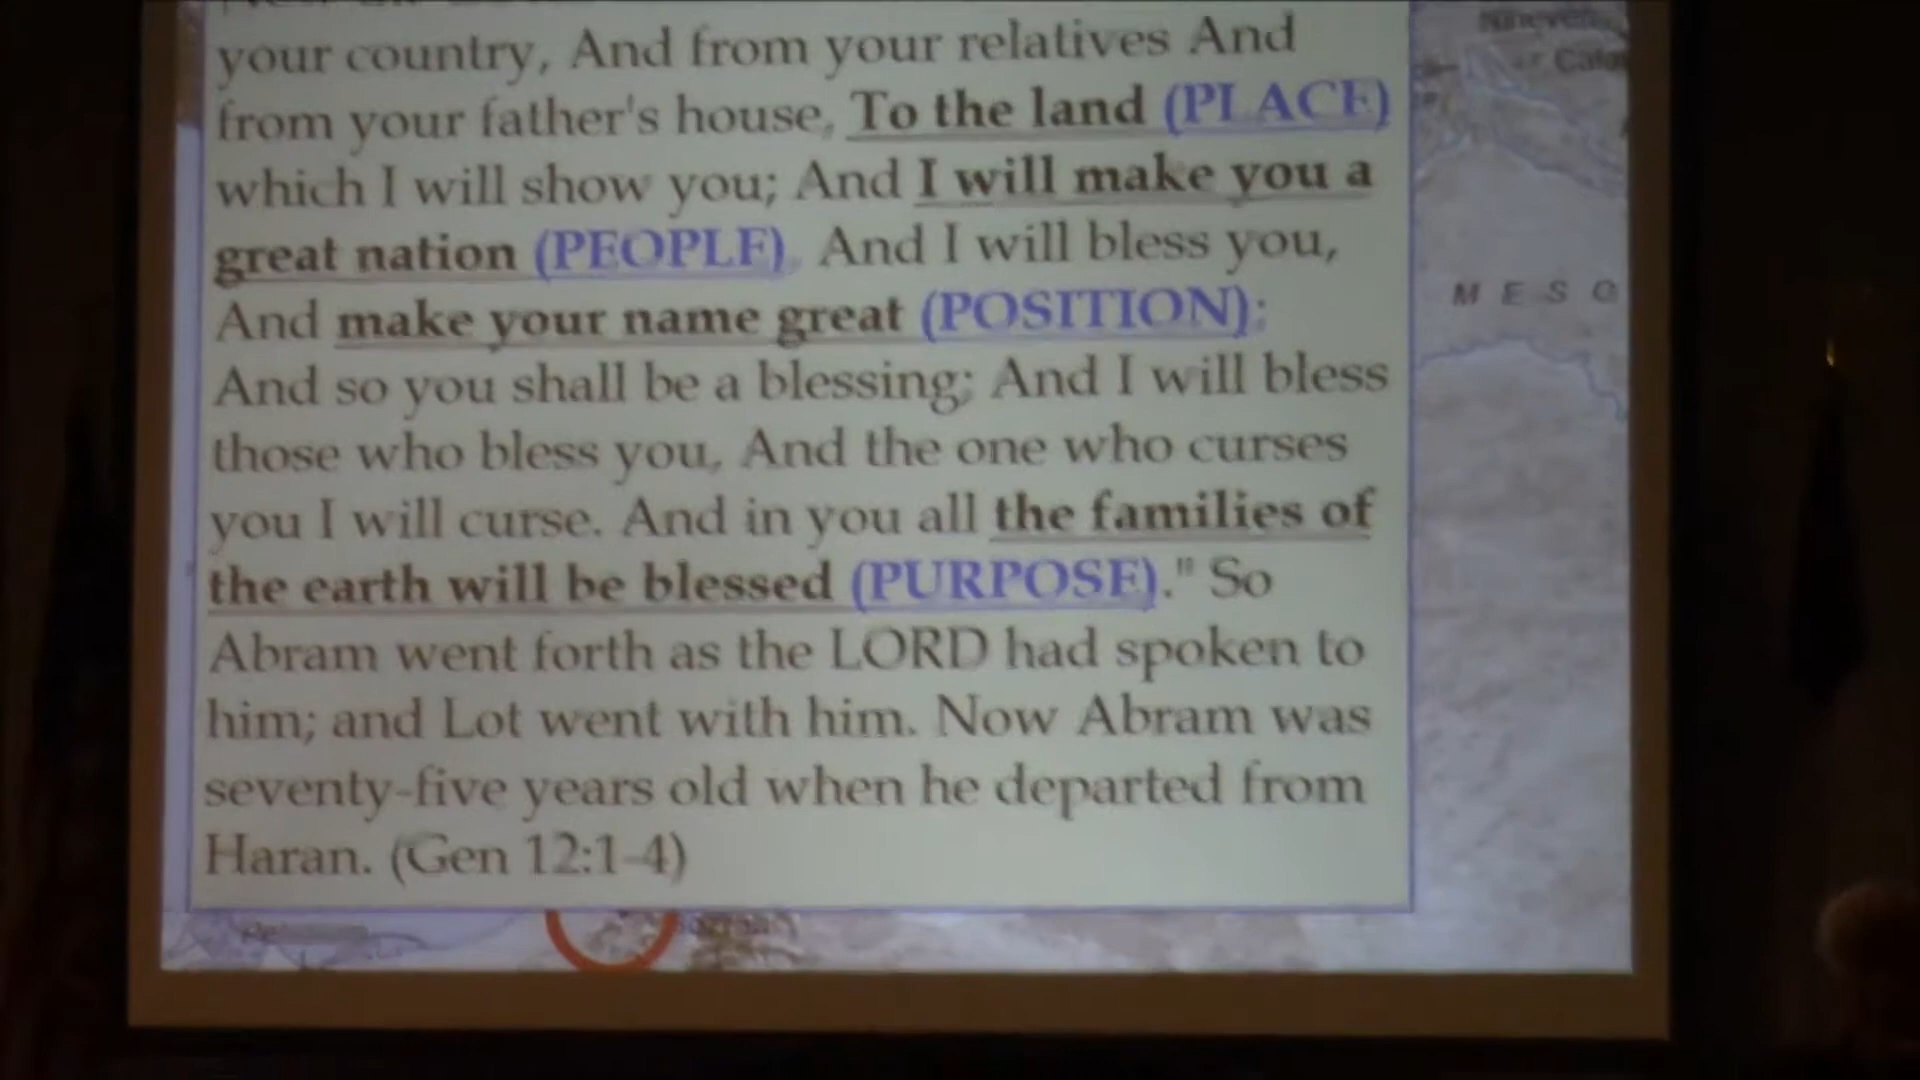 your country, And from your relatives And
from your father's house, To the land (PLACE)
which I will show you; And I will make you a
great nation (PEOPLE), And I will bless you,
And make your name great (POSITION);
And so you shall be a blessing; And I will bless
those who bless you, And the one who curses
you I will curse. And in you all the families of
the earth will be blessed (PURPOSE)." So
Abram went forth as the LORD had spoken to
him; and Lot went with him. Now Abram was
seventy-five years old when he departed from
Haran. (Gen 12:1-4)
Nineveh
M E S O